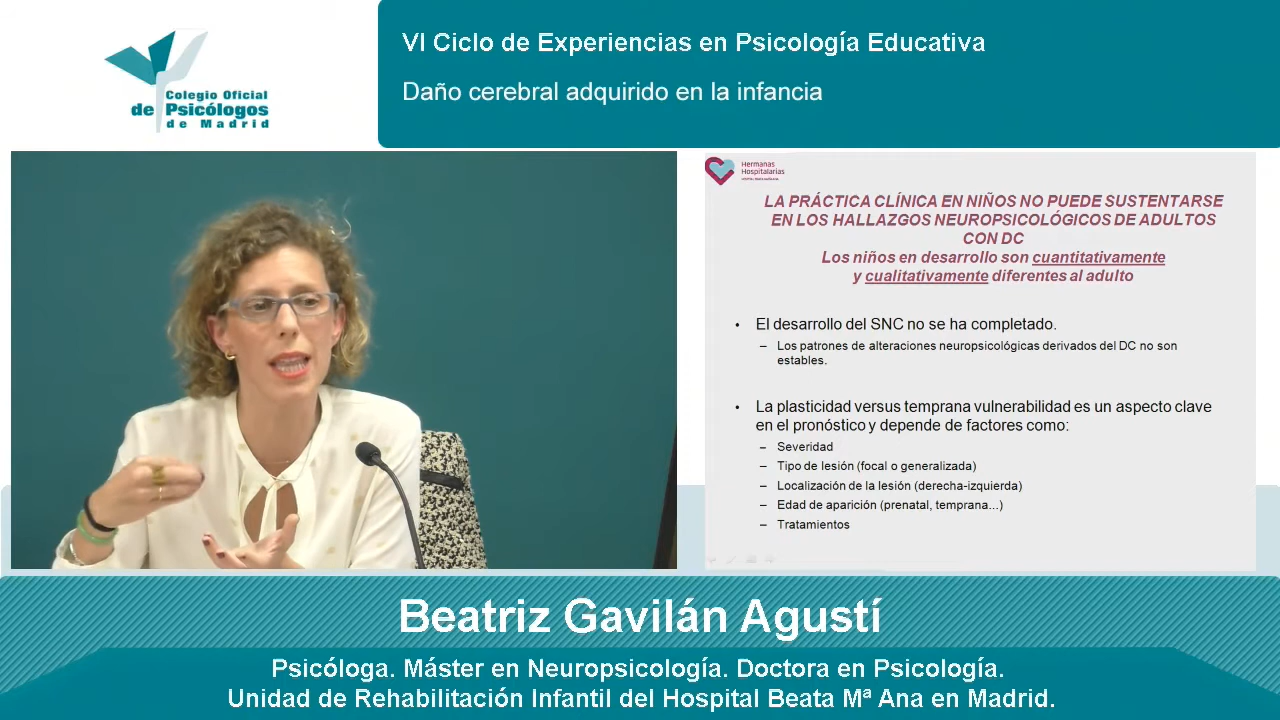 Colegio Oficial
de Psicólogos
de Madrid
VI Ciclo de Experiencias en Psicología Educativa
Daño cerebral adquirido en la infancia
Hermanas
Hospitalarias
LA PRÁCTICA CLÍNICA EN NIÑOS NO PUEDE SUSTENTARSE
EN LOS HALLAZGOS NEUROPSICOLÓGICOS DE ADULTOS
CON DC
Los niños en desarrollo son cuantitativamente
y cualitativamente diferentes al adulto
• El desarrollo del SNC no se ha completado.
– Los patrones de alteraciones neuropsicológicas derivados del DC no son
estables.
• La plasticidad versus temprana vulnerabilidad es un aspecto clave
en el pronóstico y depende de factores como:
– Severidad
– Tipo de lesión (focal o generalizada)
– Localización de la lesión (derecha-izquierda)
– Edad de aparición (prenatal, temprana...)
– Tratamientos
Beatriz Gavilán Agustí
Psicóloga. Máster en Neuropsicología. Doctora en Psicología.
Unidad de Rehabilitación Infantil del Hospital Beata Mª Ana en Madrid.